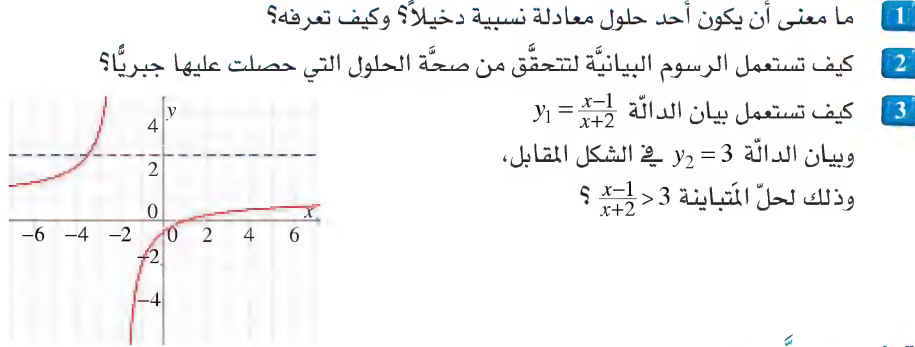 1 ما معنى أن يكون أحد حلول معادلة نسبية دخيلاً؟ وكيف تعرفه؟
2 كيف تستعمل الرسوم البيانيَّة لتتحقَّق من صحَّة الحلول التي حصلت عليها جبريًّا؟
3 كيف تستعمل بيان الدالّة y₁ = (x−1)/(x+2)
وبيان الدالّة y₂ = 3 في الشكل المقابل،
وذلك لحلّ المُتباينة (x−1)/(x+2) > 3 ؟
y
4
2
0
x
−6 −4 −2 0 2 4 6
−2
−4